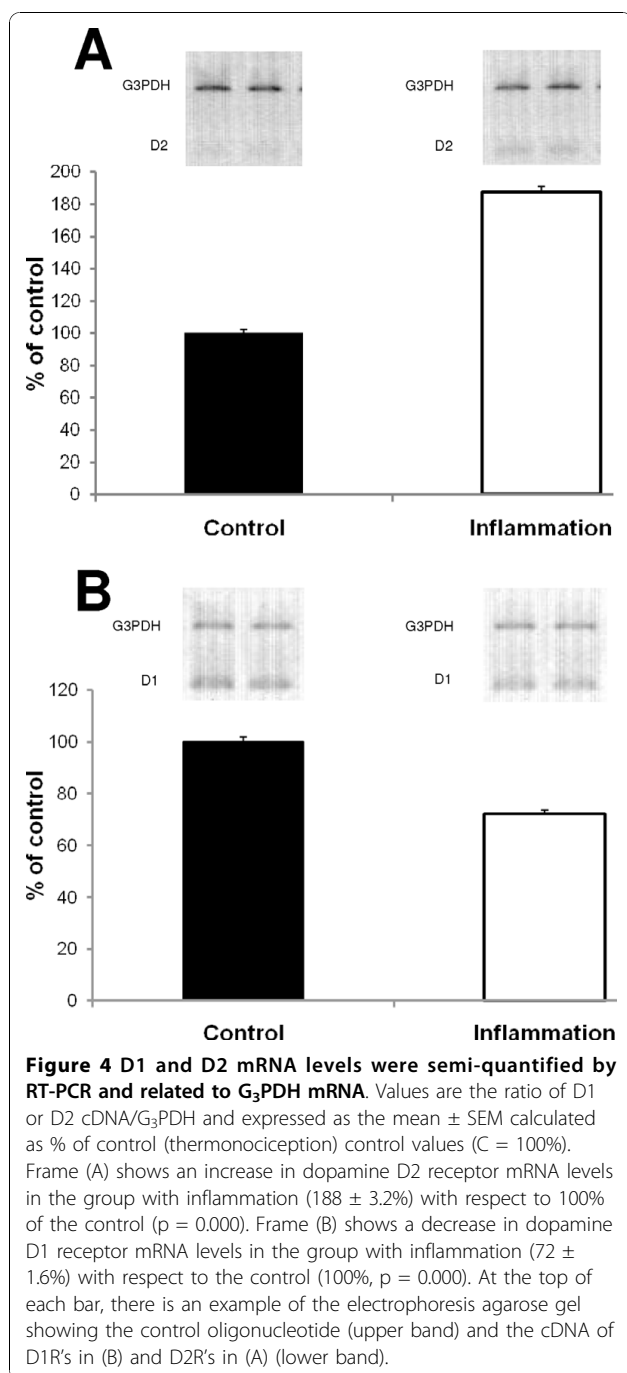 A
G3PDH
G3PDH
D2
D2
200
180
160
140
120
100
80
60
40
20
0
% of control
Control
Inflammation
B
G3PDH
G3PDH
D1
D1
120
100
80
60
40
20
0
% of control
Control
Inflammation
Figure 4 D1 and D2 mRNA levels were semi-quantified by
RT-PCR and related to G₃PDH mRNA. Values are the ratio of D1
or D2 cDNA/G₃PDH and expressed as the mean ± SEM calculated
as % of control (thermonociception) control values (C = 100%).
Frame (A) shows an increase in dopamine D2 receptor mRNA levels
in the group with inflammation (188 ± 3.2%) with respect to 100%
of the control (p = 0.000). Frame (B) shows a decrease in dopamine
D1 receptor mRNA levels in the group with inflammation (72 ±
1.6%) with respect to the control (100%, p = 0.000). At the top of
each bar, there is an example of the electrophoresis agarose gel
showing the control oligonucleotide (upper band) and the cDNA of
D1R's in (B) and D2R's in (A) (lower band).